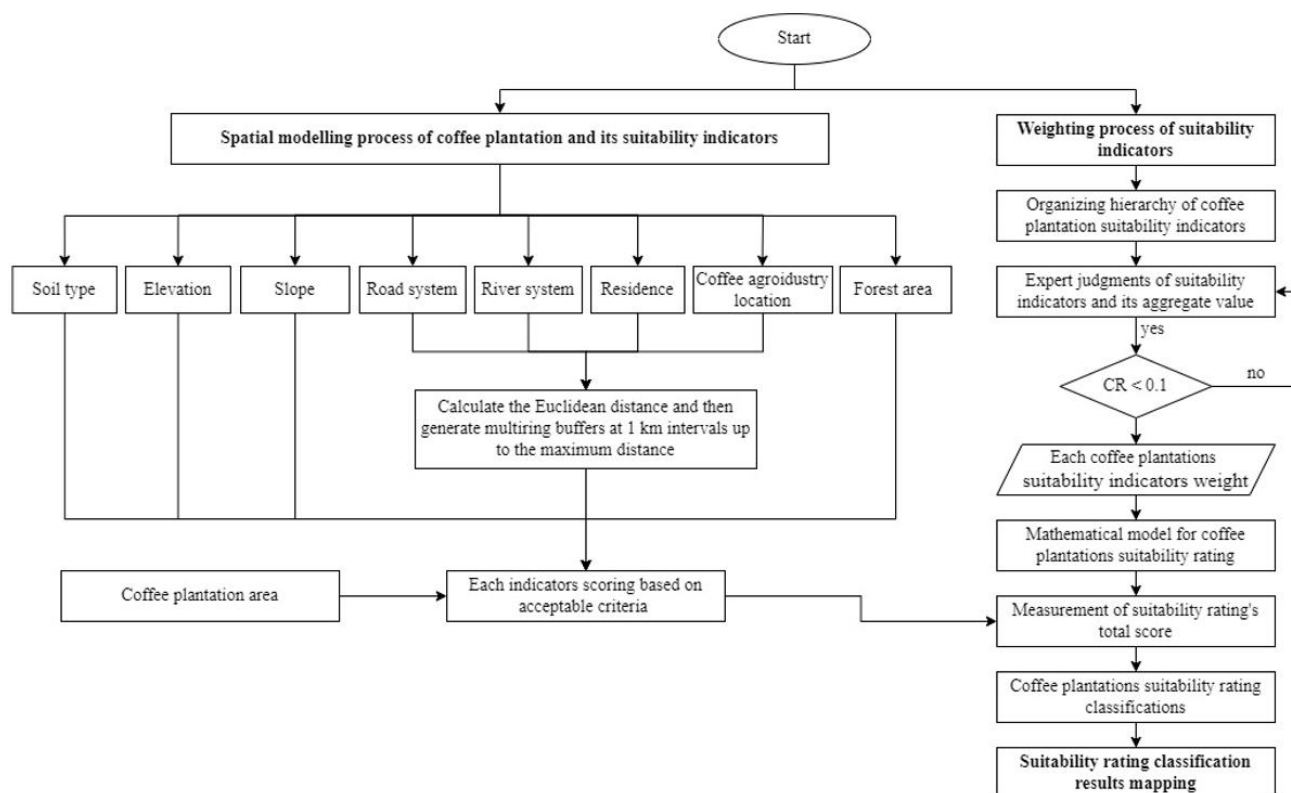 Start
Spatial modelling process of coffee plantation and its suitability indicators
Weighting process of suitability
indicators
Organizing hierarchy of coffee
plantation suitability indicators
Soil type
Elevation
Slope
Road system
River system
Residence
Coffee agroidustry
location
Forest area
Expert judgments of suitability
indicators and its aggregate value
yes
CR < 0.1
no
Calculate the Euclidean distance and then
generate multiring buffers at 1 km intervals up
to the maximum distance
Each coffee plantations
suitability indicators weight
Mathematical model for coffee
plantations suitability rating
Coffee plantation area
Each indicators scoring based on
acceptable criteria
Measurement of suitability rating's
total score
Coffee plantations suitability rating
classifications
Suitability rating classification
results mapping